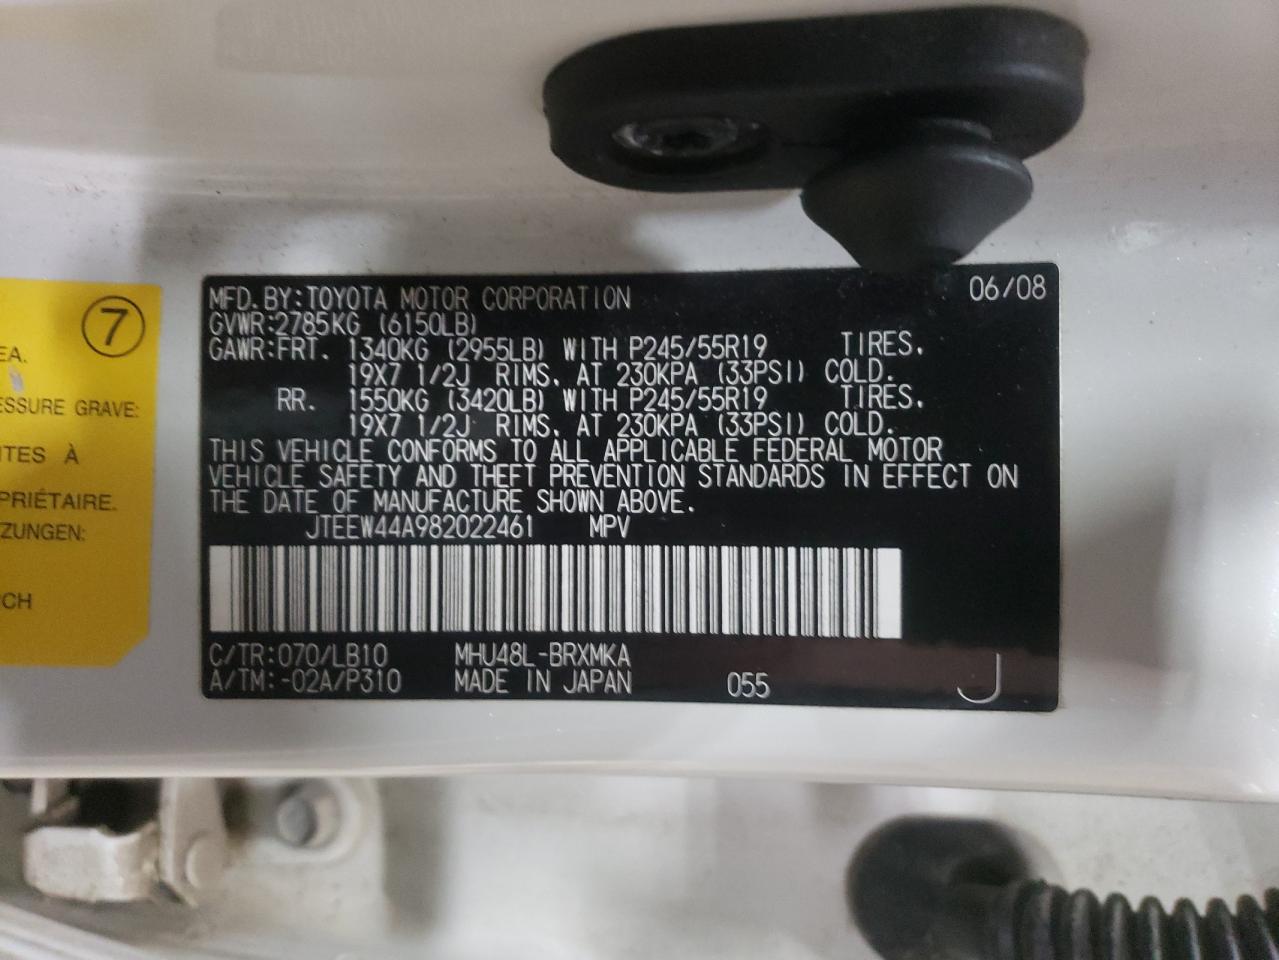 MFD. BY: TOYOTA MOTOR CORPORATION 06/08
GVWR: 2785KG (6150LB)
GAWR: FRT. 1340KG (2955LB) WITH P245/55R19 TIRES,
19X7 1/2J RIMS, AT 230KPA (33PSI) COLD.
RR. 1550KG (3420LB) WITH P245/55R19 TIRES,
19X7 1/2J RIMS, AT 230KPA (33PSI) COLD.
THIS VEHICLE CONFORMS TO ALL APPLICABLE FEDERAL MOTOR
VEHICLE SAFETY AND THEFT PREVENTION STANDARDS IN EFFECT ON
THE DATE OF MANUFACTURE SHOWN ABOVE.
JTEEW44A982022461 MPV
C/TR: 070/LB10 MHU48L-BRXMKA
A/TM: -02A/P310 MADE IN JAPAN 055 J
7
EA.
ESSURE GRAVE:
TES À
PRIÉTAIRE.
ZUNGEN:
CH